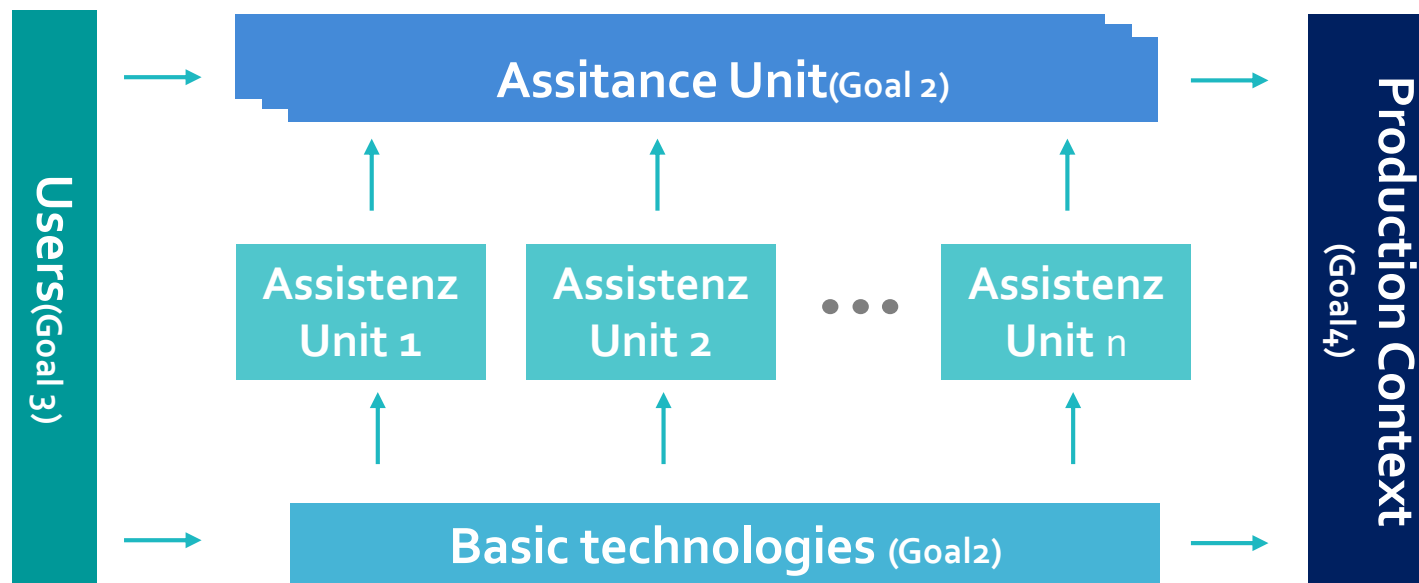 Users(Goal 3)
Assitance Unit(Goal 2)
Assistenz
Unit 1
Assistenz
Unit 2
Assistenz
Unit n
Basic technologies (Goal2)
Production Context
(Goal4)